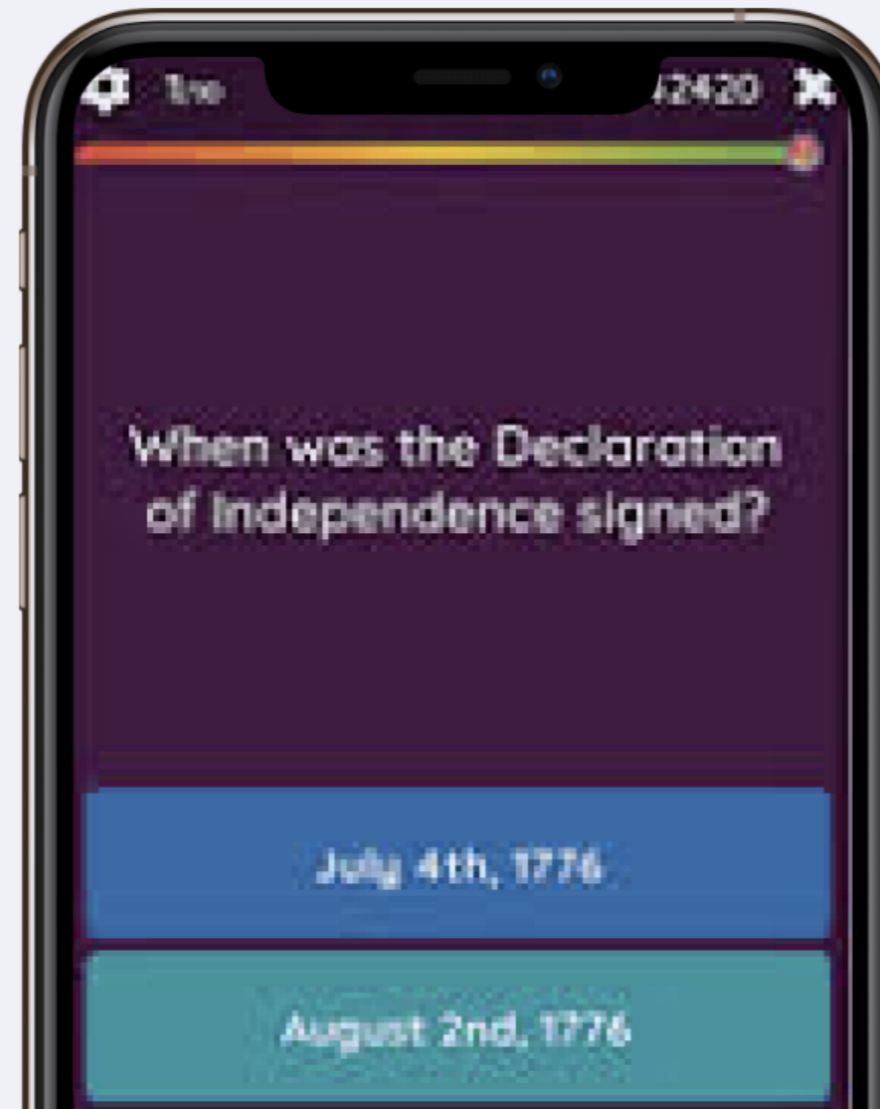 When was the Declaration
of Independence signed?
July 4th, 1776
August 2nd, 1776